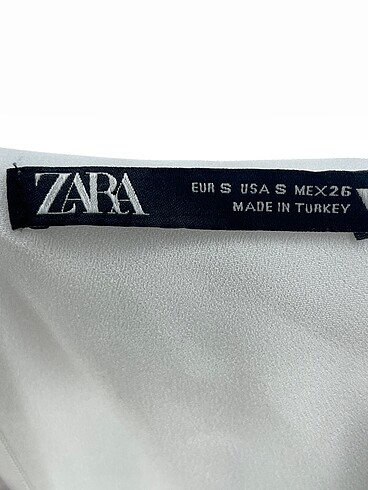 ZARA
EUR S USA S MEX 26
MADE IN TURKEY